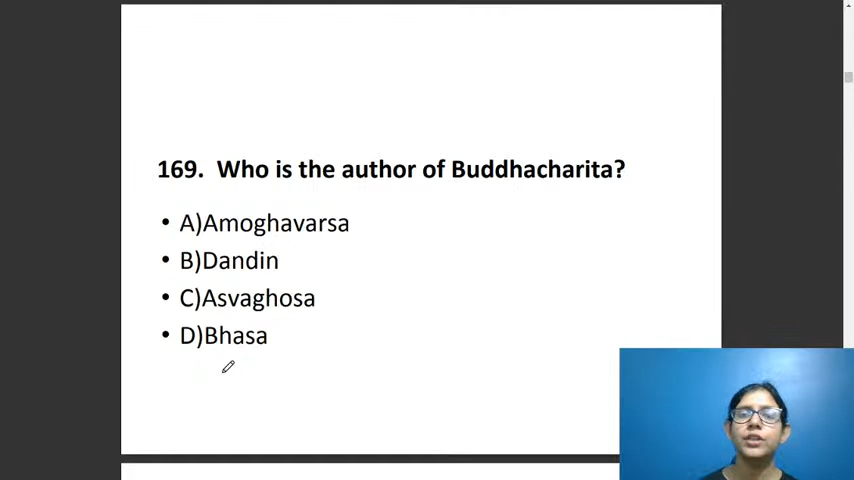 169. Who is the author of Buddhacharita?
• A)Amoghavarsa
• B)Dandin
• C)Asvaghosa
• D)Bhasa